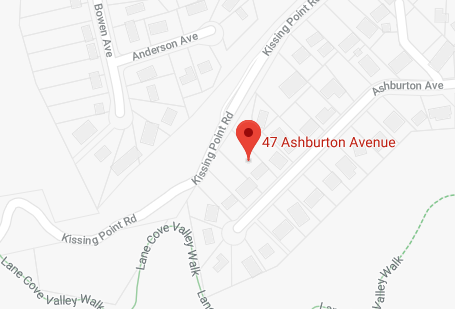 Bowen Ave
Anderson Ave
Kissing Point Rd
Ashburton Ave
47 Ashburton Avenue
Kissing Point Rd
Kissing Point Rd
Lane Cove Valley Walk
Lane Cove Valley Walk
Lane
Valley Walk